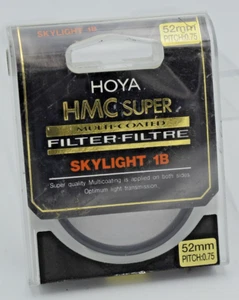 52mm
PITCH:0.75
HOYA
HMC SUPER
MULTI-COATED
FILTER-FILTRE
SKYLIGHT 1B
Super quality Multicoating is applied on both sides.
Optimum light transmission.
52mm
PITCH:0.75